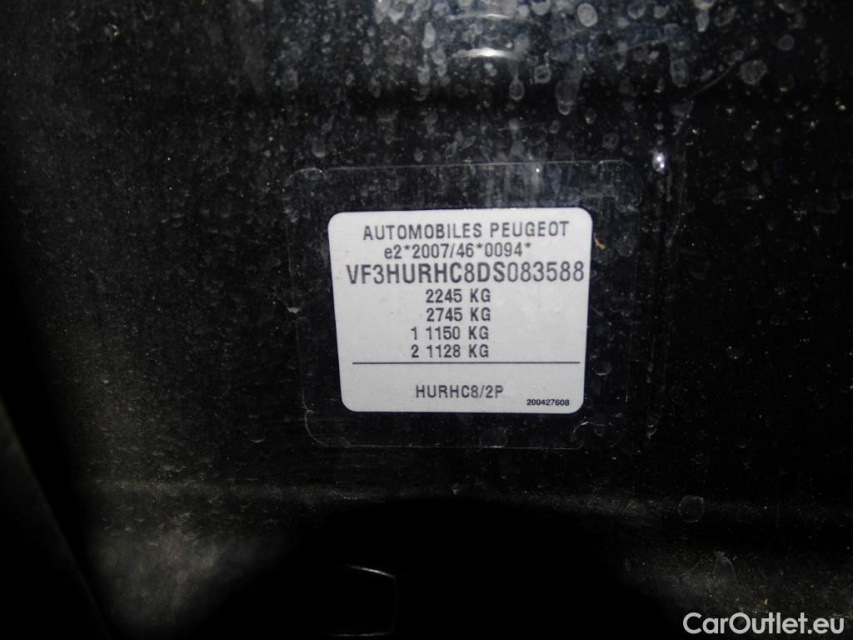 AUTOMOBILES PEUGEOT
e2*2007/46*0094*
VF3HURHC8DS083588
2245 KG
2745 KG
1 1150 KG
2 1128 KG
HURHC8/2P
200427608
CarOutlet.eu